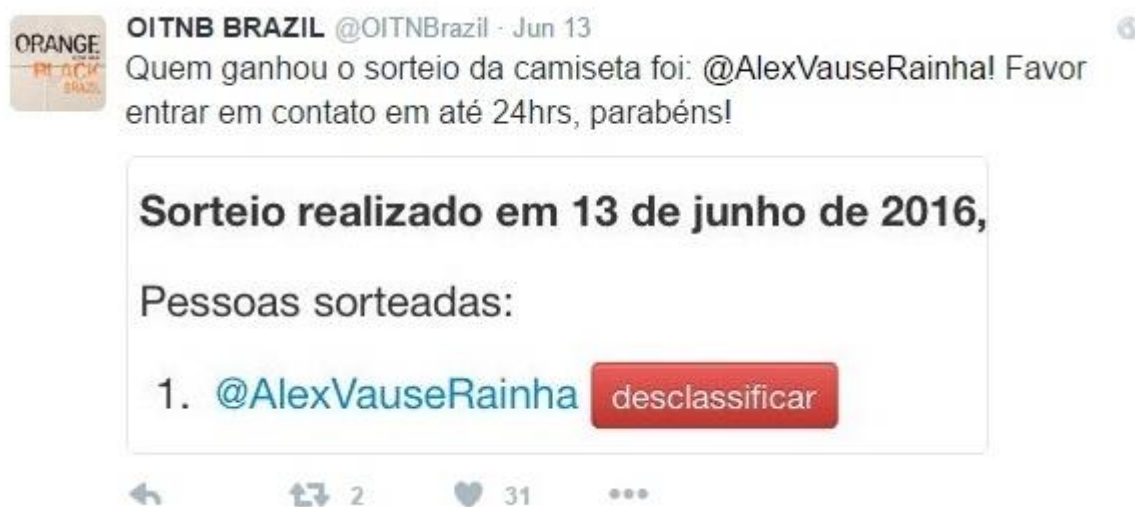 OITNB BRAZIL @OITNBrazil · Jun 13
ORANGE
BLACK
BRAZIL
Quem ganhou o sorteio da camiseta foi: @AlexVauseRainha! Favor
entrar em contato em até 24hrs, parabéns!
Sorteio realizado em 13 de junho de 2016,
Pessoas sorteadas:
1. @AlexVauseRainha desclassificar
2 31